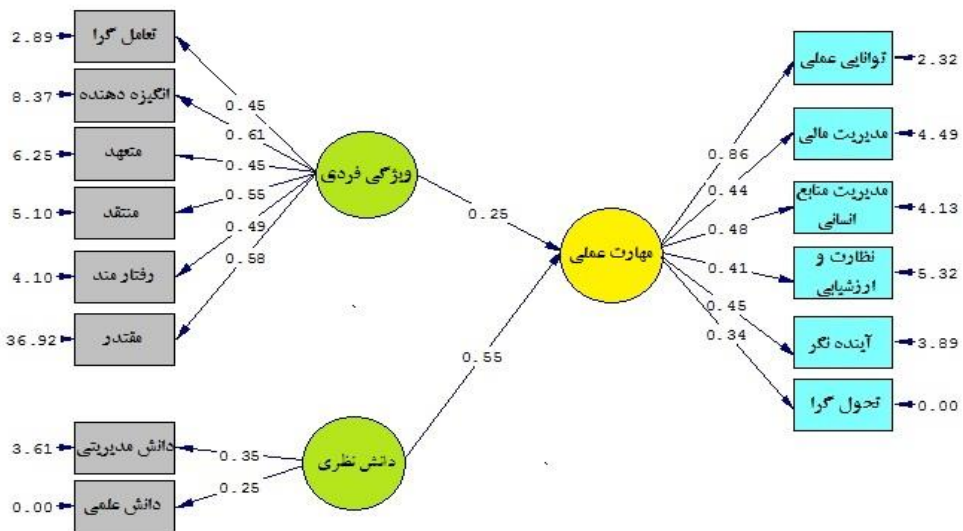 2.89
تعامل گرا
8.37
انگیزه دهنده
6.25
متعهد
5.10
منتقد
4.10
رفتار مند
36.92
مقتدر
3.61
دانش مدیریتی
0.00
دانش علمی
0.45
0.61
0.45
0.55
0.49
0.58
ویژگی فردی
0.35
0.25
دانش نظری
0.25
0.55
مهارت عملی
0.86
0.44
0.48
0.41
0.45
0.34
توانایی عملی
2.32
مدیریت مالی
4.49
مدیریت منابع
انسانی
4.13
نظارت و
ارزشیابی
5.32
آینده نگر
3.89
تحول گرا
0.00